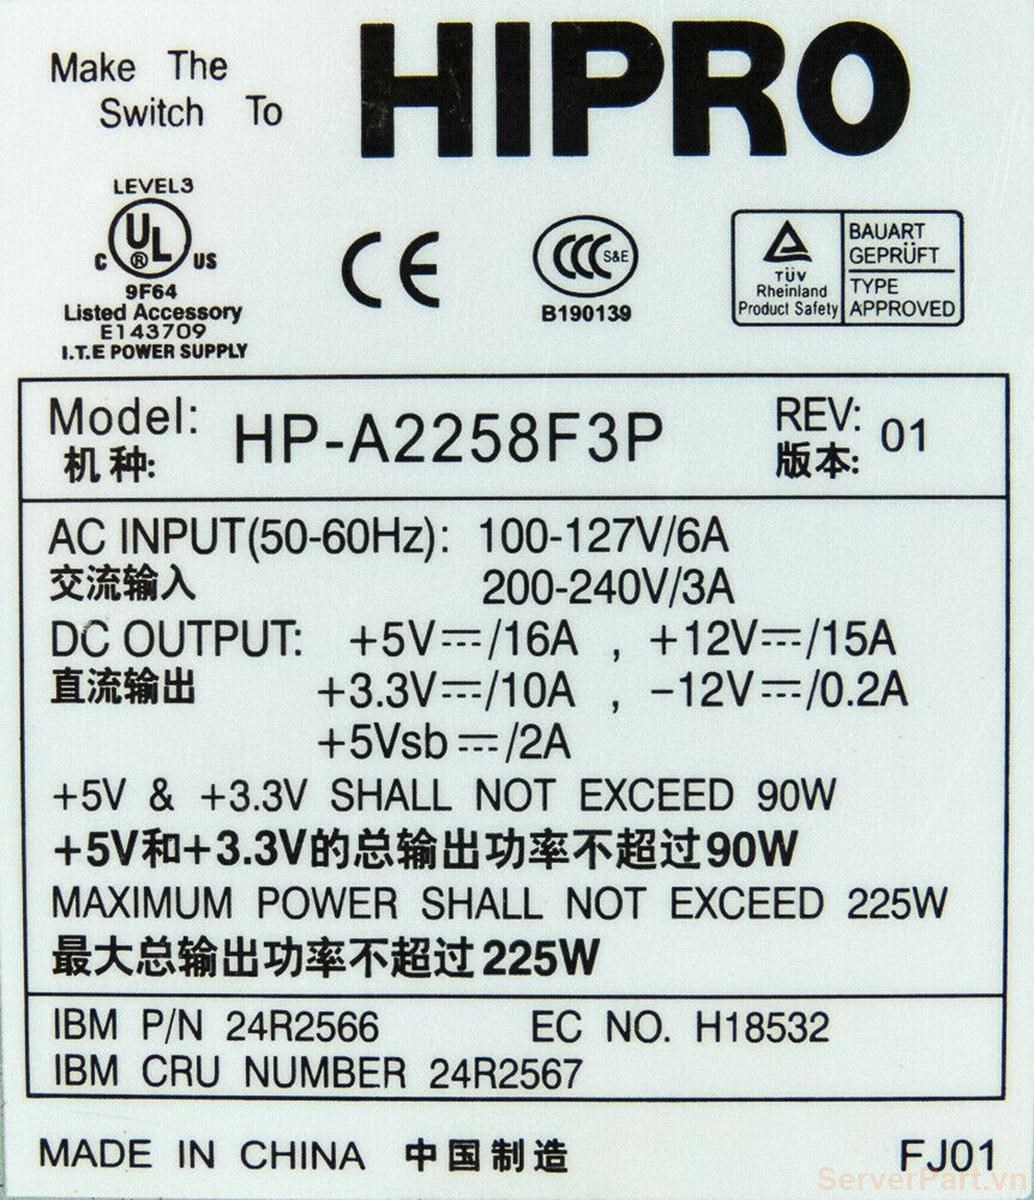 Make The
Switch To
HIPRO
LEVEL3
C UL® US
9F64
Listed Accessory
E143709
I.T.E POWER SUPPLY
CE
CCC S&E
B190139
TÜV
Rheinland
Product Safety
BAUART
GEPRÜFT
TYPE
APPROVED
Model: HP-A2258F3P REV: 01
机种: 版本:
AC INPUT(50-60Hz): 100-127V/6A
交流输入 200-240V/3A
DC OUTPUT: +5V⎓/16A , +12V⎓/15A
直流输出 +3.3V⎓/10A , -12V⎓/0.2A
+5Vsb⎓/2A
+5V & +3.3V SHALL NOT EXCEED 90W
+5V和+3.3V的总输出功率不超过90W
MAXIMUM POWER SHALL NOT EXCEED 225W
最大总输出功率不超过225W
IBM P/N 24R2566 EC NO. H18532
IBM CRU NUMBER 24R2567
MADE IN CHINA 中国制造 FJ01
ServerPart.vn